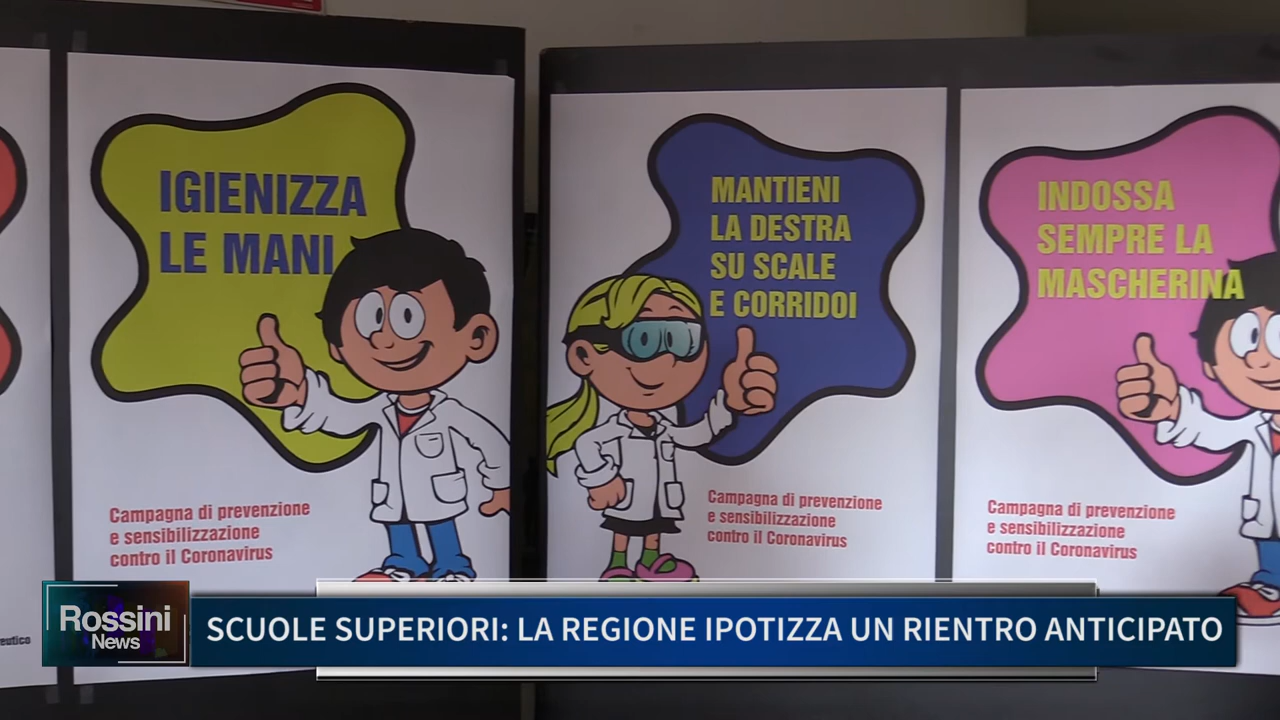 IGIENIZZA
LE MANI
Campagna di prevenzione
e sensibilizzazione
contro il Coronavirus
MANTIENI
LA DESTRA
SU SCALE
E CORRIDOI
Campagna di prevenzione
e sensibilizzazione
contro il Coronavirus
INDOSSA
SEMPRE LA
MASCHERINA
Campagna di prevenzione
e sensibilizzazione
contro il Coronavirus
Rossini
News
SCUOLE SUPERIORI: LA REGIONE IPOTIZZA UN RIENTRO ANTICIPATO